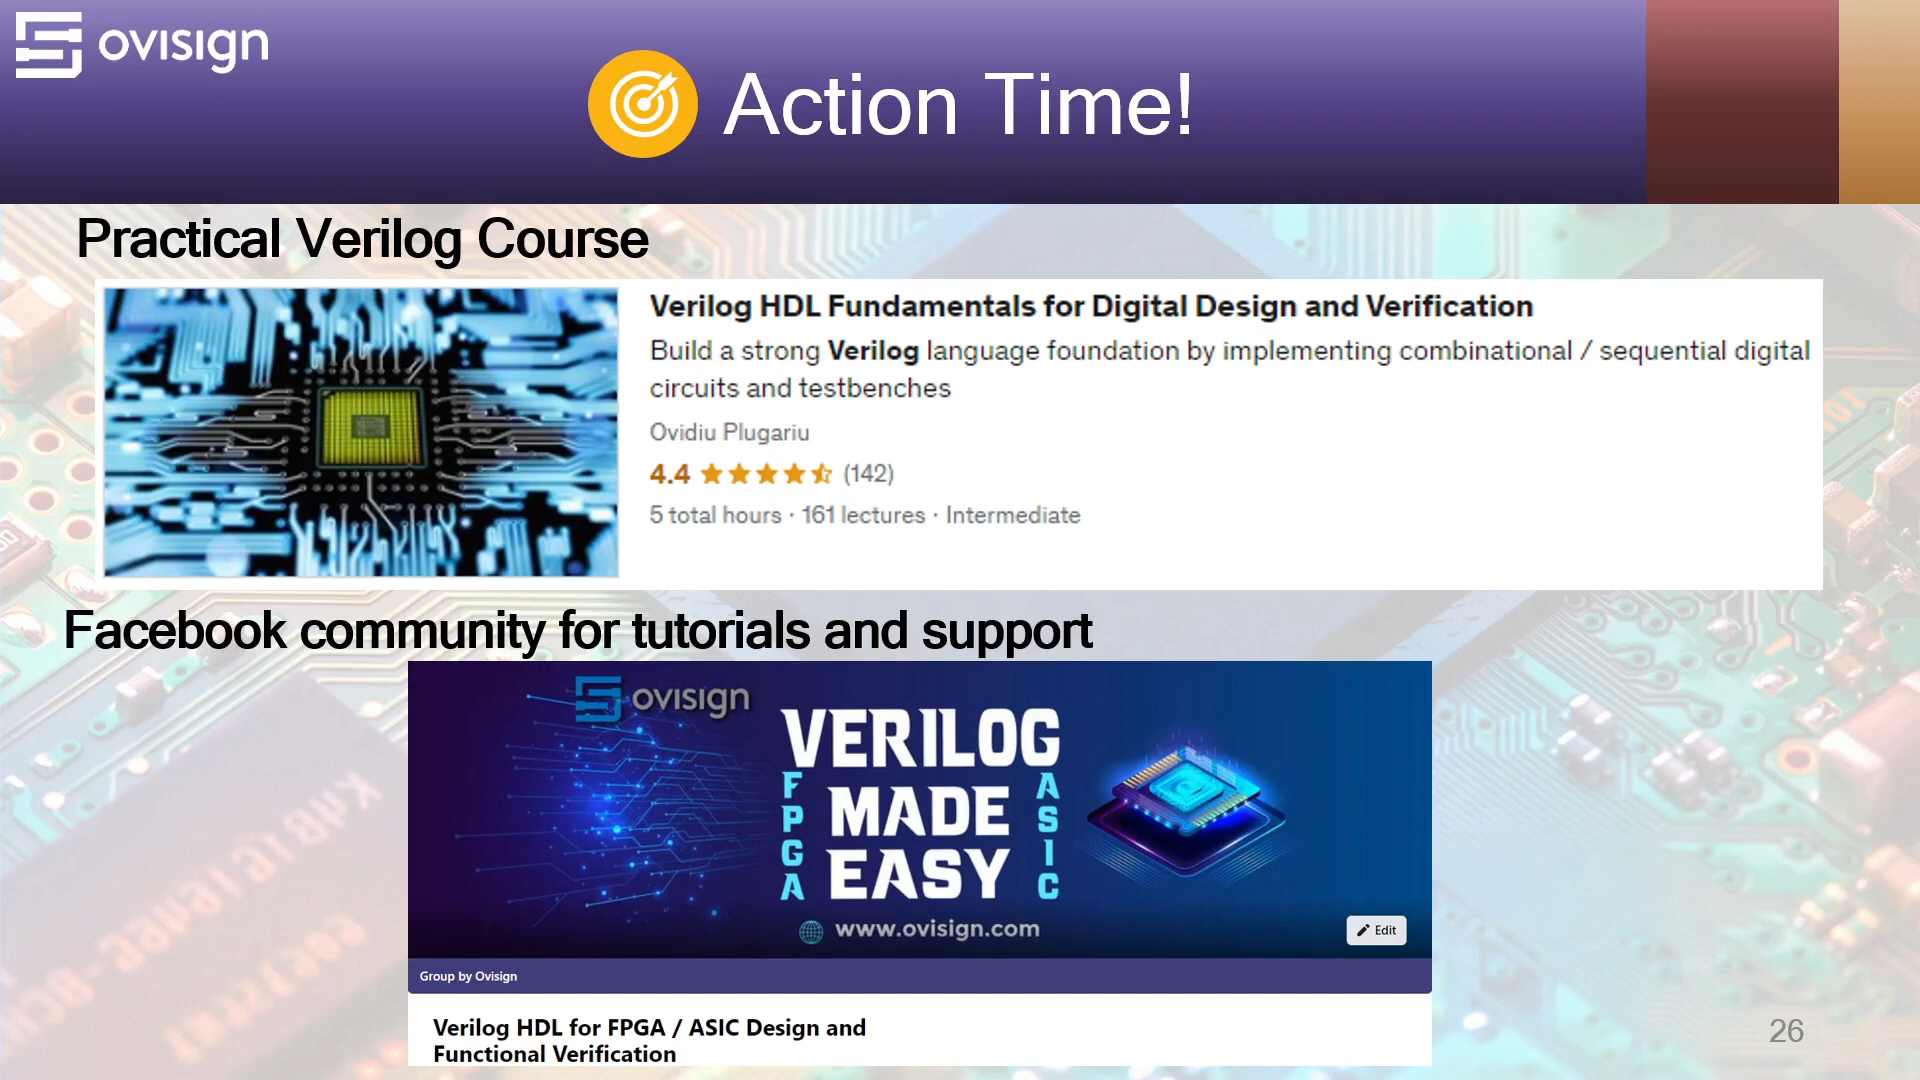 ovisign
Action Time!
Practical Verilog Course
Verilog HDL Fundamentals for Digital Design and Verification
Build a strong Verilog language foundation by implementing combinational / sequential digital
circuits and testbenches
Ovidiu Plugariu
4.4 (142)
5 total hours · 161 lectures · Intermediate
Facebook community for tutorials and support
ovisign
VERILOG
MADE
EASY
FPGA
ASIC
www.ovisign.com
Edit
Group by Ovisign
Verilog HDL for FPGA / ASIC Design and
Functional Verification
26